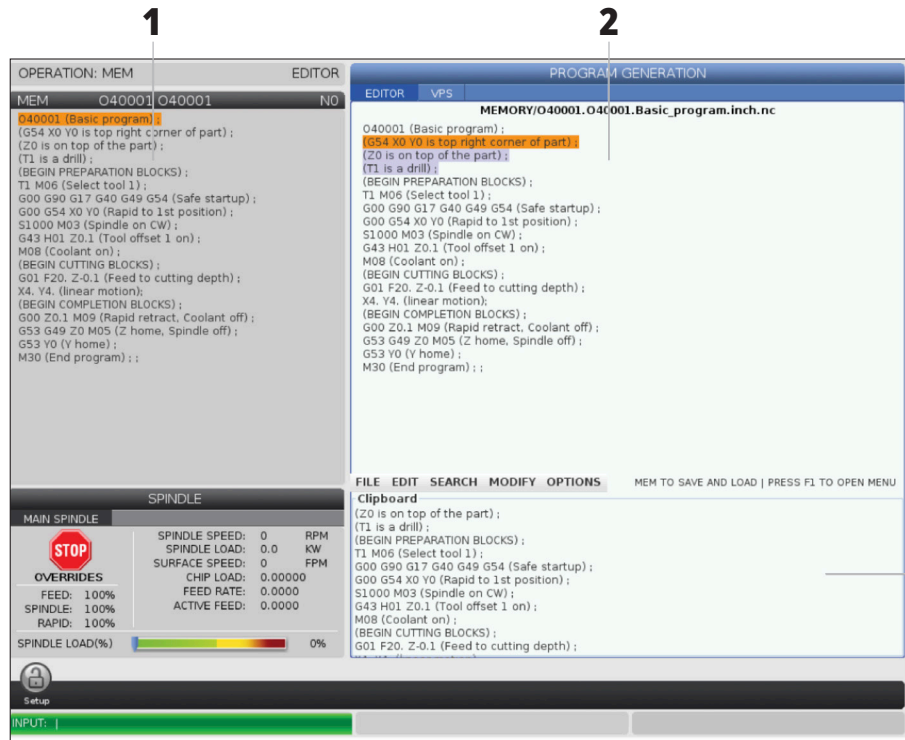 1
2
OPERATION: MEM EDITOR
MEM O40001 O40001 N0
O40001 (Basic program) ;
(G54 X0 Y0 is top right corner of part) ;
(Z0 is on top of the part) ;
(T1 is a drill) ;
(BEGIN PREPARATION BLOCKS) ;
T1 M06 (Select tool 1) ;
G00 G90 G17 G40 G49 G54 (Safe startup) ;
G00 G54 X0 Y0 (Rapid to 1st position) ;
S1000 M03 (Spindle on CW) ;
G43 H01 Z0.1 (Tool offset 1 on) ;
M08 (Coolant on) ;
(BEGIN CUTTING BLOCKS) ;
G01 F20. Z-0.1 (Feed to cutting depth) ;
X4. Y4. (linear motion);
(BEGIN COMPLETION BLOCKS) ;
G00 Z0.1 M09 (Rapid retract, Coolant off) ;
G53 G49 Z0 M05 (Z home, Spindle off) ;
G53 Y0 (Y home) ;
M30 (End program) ; ;
PROGRAM GENERATION
EDITOR VPS
MEMORY/O40001.O40001.Basic_program.inch.nc
O40001 (Basic program) ;
(G54 X0 Y0 is top right corner of part) ;
(Z0 is on top of the part) ;
(T1 is a drill) ;
(BEGIN PREPARATION BLOCKS) ;
T1 M06 (Select tool 1) ;
G00 G90 G17 G40 G49 G54 (Safe startup) ;
G00 G54 X0 Y0 (Rapid to 1st position) ;
S1000 M03 (Spindle on CW) ;
G43 H01 Z0.1 (Tool offset 1 on) ;
M08 (Coolant on) ;
(BEGIN CUTTING BLOCKS) ;
G01 F20. Z-0.1 (Feed to cutting depth) ;
X4. Y4. (linear motion);
(BEGIN COMPLETION BLOCKS) ;
G00 Z0.1 M09 (Rapid retract, Coolant off) ;
G53 G49 Z0 M05 (Z home, Spindle off) ;
G53 Y0 (Y home) ;
M30 (End program) ; ;
FILE EDIT SEARCH MODIFY OPTIONS MEM TO SAVE AND LOAD | PRESS F1 TO OPEN MENU
Clipboard
(Z0 is on top of the part) ;
(T1 is a drill) ;
(BEGIN PREPARATION BLOCKS) ;
T1 M06 (Select tool 1) ;
G00 G90 G17 G40 G49 G54 (Safe startup) ;
G00 G54 X0 Y0 (Rapid to 1st position) ;
S1000 M03 (Spindle on CW) ;
G43 H01 Z0.1 (Tool offset 1 on) ;
M08 (Coolant on) ;
(BEGIN CUTTING BLOCKS) ;
G01 F20. Z-0.1 (Feed to cutting depth) ;
SPINDLE
MAIN SPINDLE
STOP
OVERRIDES
FEED: 100%
SPINDLE: 100%
RAPID: 100%
SPINDLE SPEED: 0 RPM
SPINDLE LOAD: 0.0 KW
SURFACE SPEED: 0 FPM
CHIP LOAD: 0.00000
FEED RATE: 0.0000
ACTIVE FEED: 0.0000
SPINDLE LOAD(%) 0%
Setup
INPUT: |